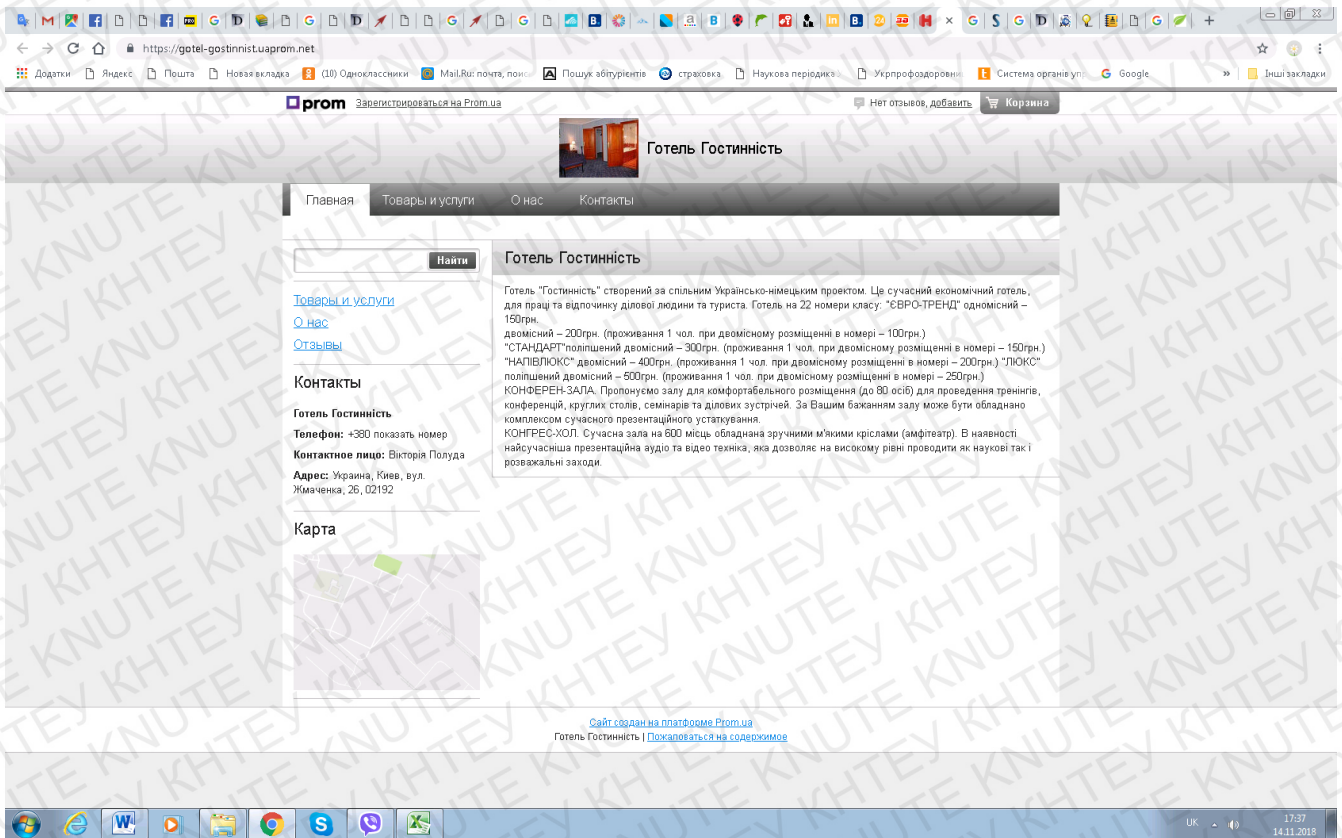 https://gotel-gostinnist.uaprom.net
Додатки Яндекс Пошта Новая вкладка (10) Одноклассники Mail.Ru: почта, поис Пошук абітурієнтів страховка Наукова періодика Укрпрофоздоровни Система органів уп Google » Інші закладки
prom Зарегистрироваться на Prom.ua Нет отзывов, добавить Корзина
Готель Гостинність
Главная Товары и услуги О нас Контакты
Найти
Товары и услуги
О нас
Отзывы
Контакты
Готель Гостинність
Телефон: +380 показать номер
Контактное лицо: Вікторія Полуда
Адрес: Украина, Киев, вул.
Жмаченка, 26, 02192
Карта
Готель Гостинність
Готель "Гостинність" створений за спільним Українсько-німецьким проектом. Це сучасний економічний готель,
для праці та відпочинку ділової людини та туриста. Готель на 22 номери класу: "ЄВРО-ТРЕНД" одномісний –
150грн.
двомісний – 200грн. (проживання 1 чол. при двомісному розміщенні в номері – 100грн.)
"СТАНДАРТ"поліпшений двомісний – 300грн. (проживання 1 чол. при двомісному розміщенні в номері – 150грн.)
"НАПІВЛЮКС" двомісний – 400грн. (проживання 1 чол. при двомісному розміщенні в номері – 200грн.) "ЛЮКС"
поліпшений двомісний – 500грн. (проживання 1 чол. при двомісному розміщенні в номері – 250грн.)
КОНФЕРЕН-ЗАЛА. Пропонуємо залу для комфортабельного розміщення (до 80 осіб) для проведення тренінгів,
конференцій, круглих столів, семінарів та ділових зустрічей. За Вашим бажанням залу може бути обладнано
комплексом сучасного презентаційного устаткування.
КОНГРЕС-ХОЛ. Сучасна зала на 600 місць обладнана зручними м'якими кріслами (амфітеатр). В наявності
найсучасніша презентаційна аудіо та відео техніка, яка дозволяє на високому рівні проводити як наукові так і
розважальні заходи.
Сайт создан на платформе Prom.ua
Готель Гостинність | Пожаловаться на содержимое
UK 17:37
14.11.2018
KNUTE KHTEY